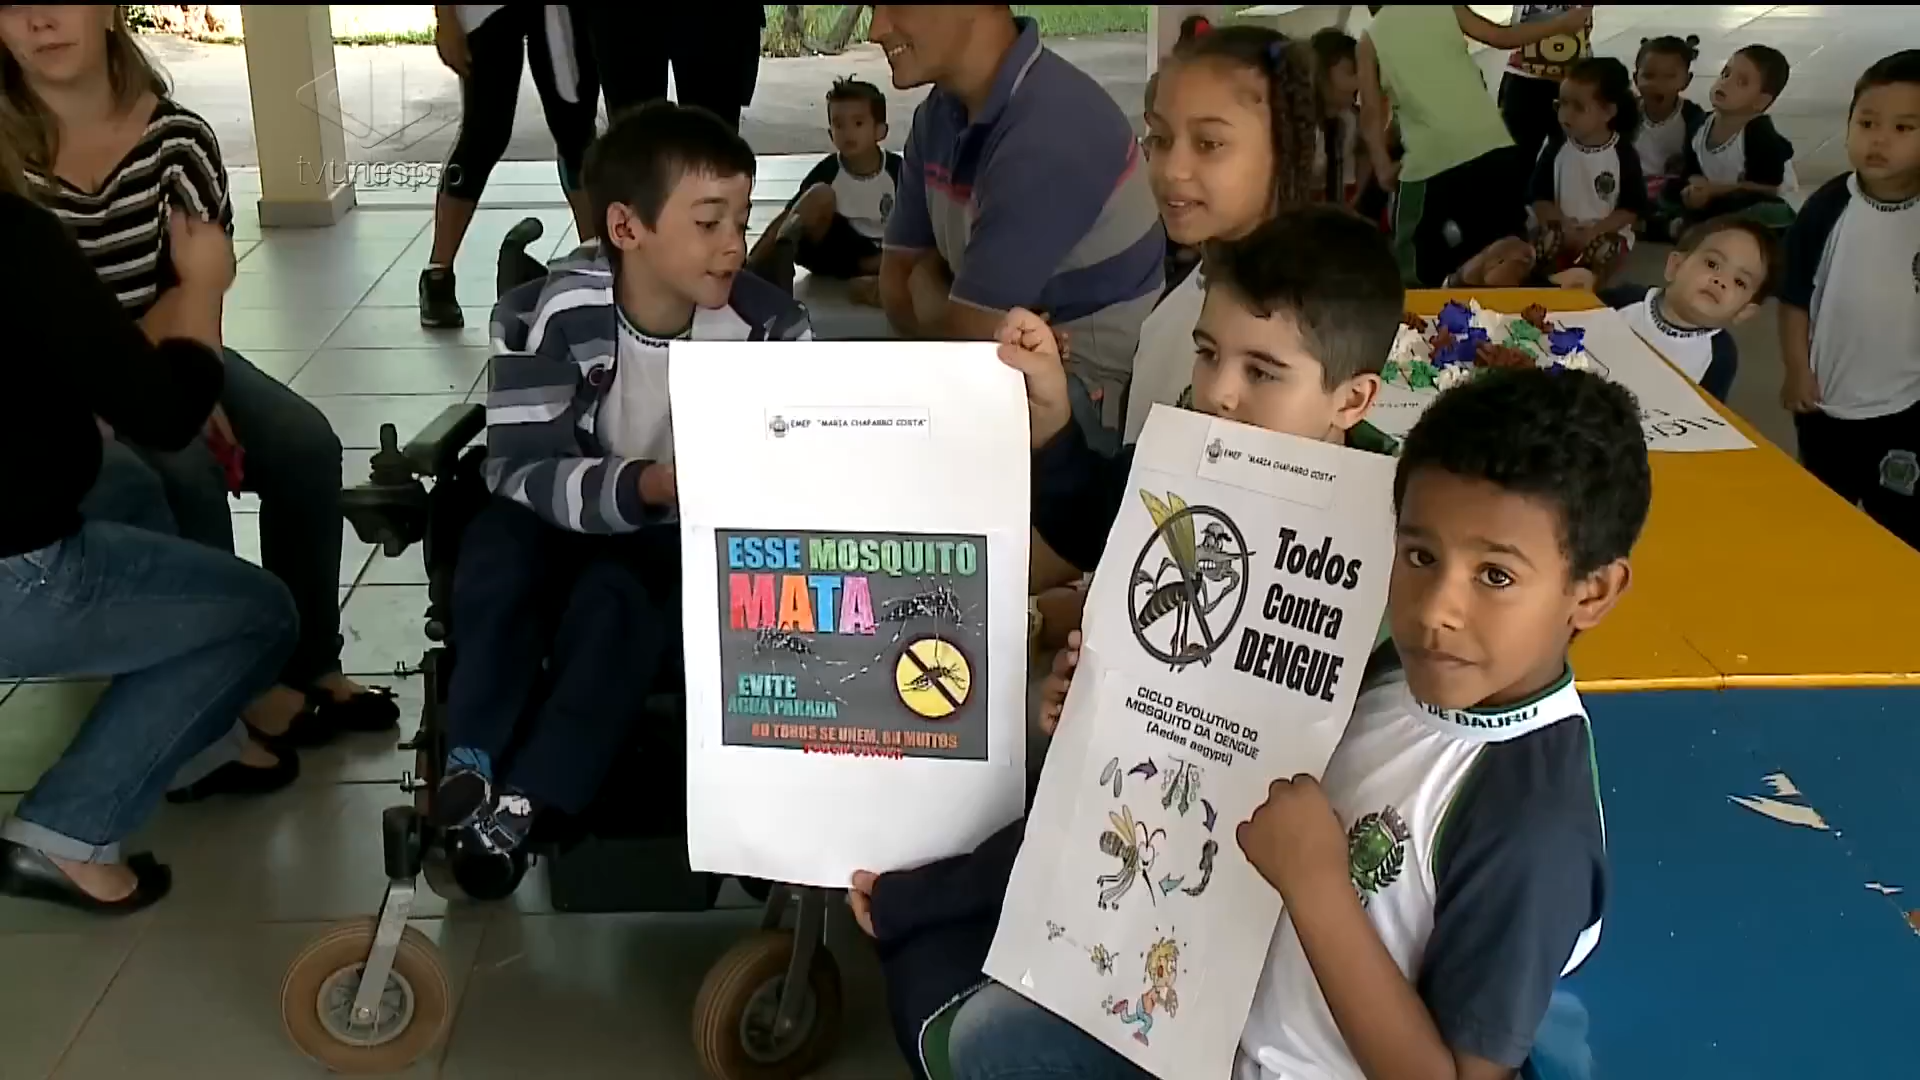 tvunesp
EMEF "MARIA CHAPARRO COSTA"
ESSE MOSQUITO
MATA
EVITE
ÁGUA PARADA
OU TODOS SE UNEM, OU MUITOS
EMEF "MARIA CHAPARRO COSTA"
Todos
Contra
DENGUE
CICLO EVOLUTIVO DO
MOSQUITO DA DENGUE
(Aedes aegypti)
DE BAURU